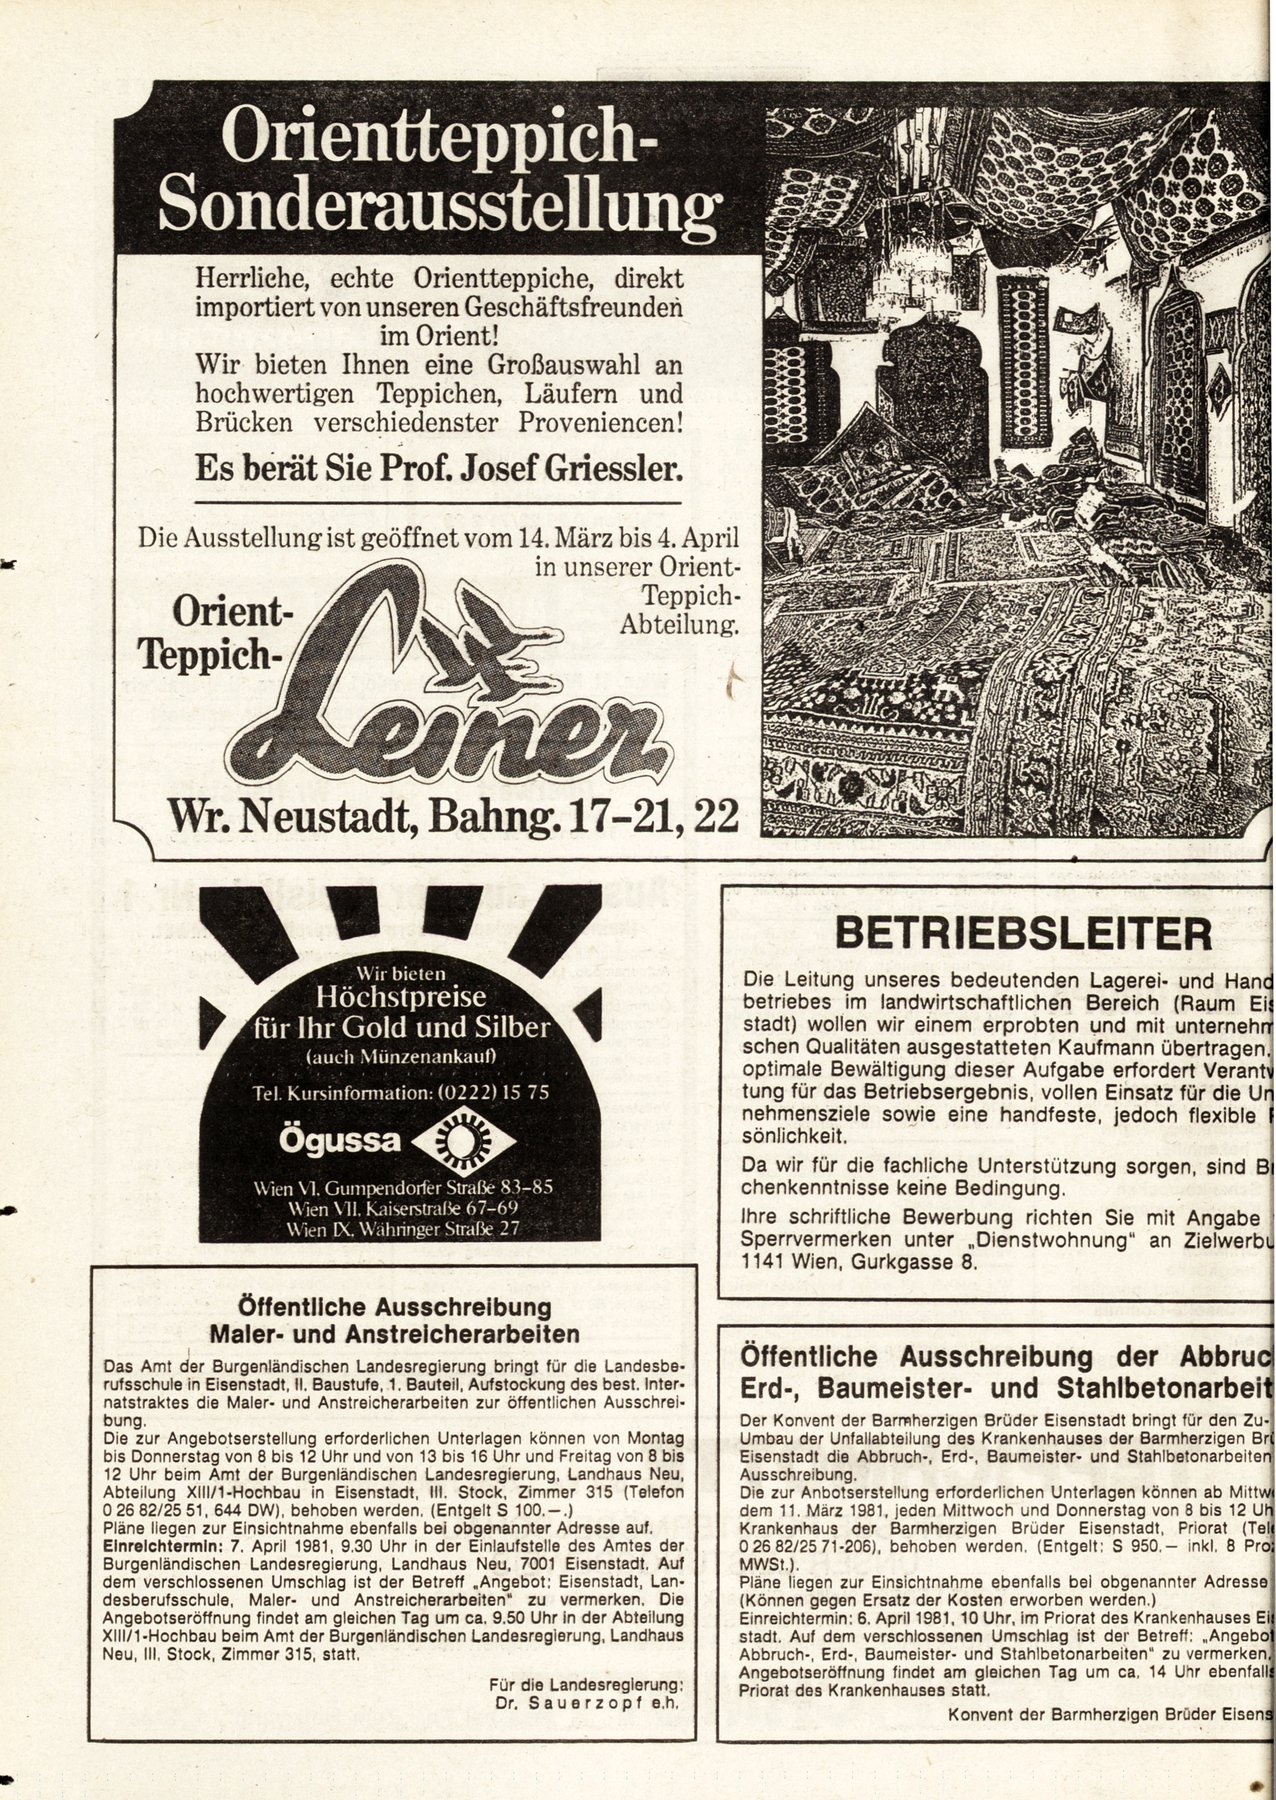 Orientteppich-
Sonderausstellung
Herrliche, echte Orientteppiche, direkt
importiert von unseren Geschäftsfreunden
im Orient!
Wir bieten Ihnen eine Großauswahl an
hochwertigen Teppichen, Läufern und
Brücken verschiedenster Proveniencen!
Es berät Sie Prof. Josef Griessler.
Die Ausstellung ist geöffnet vom 14. März bis 4. April
in unserer Orient-
Teppich-
Abteilung.
Orient-
Teppich-
Leiner
Wr. Neustadt, Bahng. 17–21, 22
Wir bieten
Höchstpreise
für Ihr Gold und Silber
(auch Münzenankauf)
Tel. Kursinformation: (0222) 15 75
Ögussa
Wien VI, Gumpendorfer Straße 83–85
Wien VII, Kaiserstraße 67–69
Wien IX, Währinger Straße 27
Öffentliche Ausschreibung
Maler- und Anstreicherarbeiten
Das Amt der Burgenländischen Landesregierung bringt für die Landesbe-
rufsschule in Eisenstadt, II. Baustufe, 1. Bauteil, Aufstockung des best. Inter-
natstraktes die Maler- und Anstreicherarbeiten zur öffentlichen Ausschrei-
bung.
Die zur Angebotserstellung erforderlichen Unterlagen können von Montag
bis Donnerstag von 8 bis 12 Uhr und von 13 bis 16 Uhr und Freitag von 8 bis
12 Uhr beim Amt der Burgenländischen Landesregierung, Landhaus Neu,
Abteilung XIII/1-Hochbau in Eisenstadt, III. Stock, Zimmer 315 (Telefon
0 26 82/25 51, 644 DW), behoben werden. (Entgelt S 100.–.)
Pläne liegen zur Einsichtnahme ebenfalls bei obgenannter Adresse auf.
Einreichtermin: 7. April 1981, 9.30 Uhr in der Einlaufstelle des Amtes der
Burgenländischen Landesregierung, Landhaus Neu, 7001 Eisenstadt. Auf
dem verschlossenen Umschlag ist der Betreff „Angebot: Eisenstadt, Lan-
desberufsschule, Maler- und Anstreicherarbeiten“ zu vermerken. Die
Angebotseröffnung findet am gleichen Tag um ca. 9.50 Uhr in der Abteilung
XIII/1-Hochbau beim Amt der Burgenländischen Landesregierung, Landhaus
Neu, III. Stock, Zimmer 315, statt.
Für die Landesregierung:
Dr. Sauerzopf e.h.
BETRIEBSLEITER
Die Leitung unseres bedeutenden Lagerei- und Hand
betriebes im landwirtschaftlichen Bereich (Raum Eis
stadt) wollen wir einem erprobten und mit unternehm
schen Qualitäten ausgestatteten Kaufmann übertragen.
optimale Bewältigung dieser Aufgabe erfordert Verantw
tung für das Betriebsergebnis, vollen Einsatz für die Un
nehmensziele sowie eine handfeste, jedoch flexible P
sönlichkeit.
Da wir für die fachliche Unterstützung sorgen, sind Br
chenkenntnisse keine Bedingung.
Ihre schriftliche Bewerbung richten Sie mit Angabe
Sperrvermerken unter „Dienstwohnung“ an Zielwerbu
1141 Wien, Gurkgasse 8.
Öffentliche Ausschreibung der Abbruc
Erd-, Baumeister- und Stahlbetonarbeit
Der Konvent der Barmherzigen Brüder Eisenstadt bringt für den Zu-
Umbau der Unfallabteilung des Krankenhauses der Barmherzigen Brü
Eisenstadt die Abbruch-, Erd-, Baumeister- und Stahlbetonarbeiten
Ausschreibung.
Die zur Anbotserstellung erforderlichen Unterlagen können ab Mittw
dem 11. März 1981, jeden Mittwoch und Donnerstag von 8 bis 12 Uh
Krankenhaus der Barmherzigen Brüder Eisenstadt, Priorat (Tele
0 26 82/25 71-206), behoben werden. (Entgelt: S 950.– inkl. 8 Pro
MWSt.).
Pläne liegen zur Einsichtnahme ebenfalls bei obgenannter Adresse
(Können gegen Ersatz der Kosten erworben werden.)
Einreichtermin: 6. April 1981, 10 Uhr, im Priorat des Krankenhauses Ei
stadt. Auf dem verschlossenen Umschlag ist der Betreff: „Angebot
Abbruch-, Erd-, Baumeister- und Stahlbetonarbeiten“ zu vermerken.
Angebotseröffnung findet am gleichen Tag um ca. 14 Uhr ebenfalls
Priorat des Krankenhauses statt.
Konvent der Barmherzigen Brüder Eisens